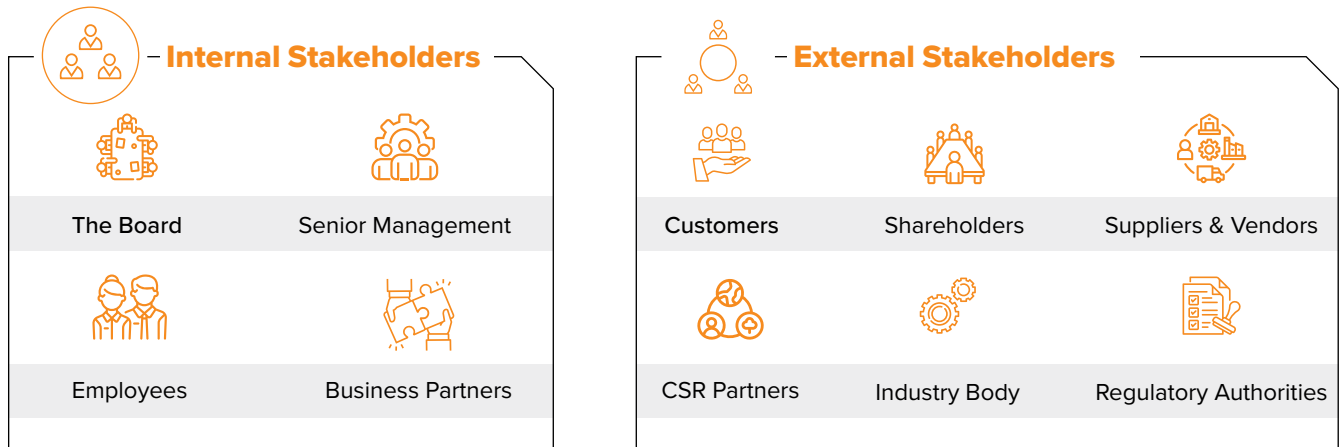 Internal Stakeholders
The Board
Senior Management
Employees
Business Partners
External Stakeholders
Customers
Shareholders
Suppliers & Vendors
CSR Partners
Industry Body
Regulatory Authorities